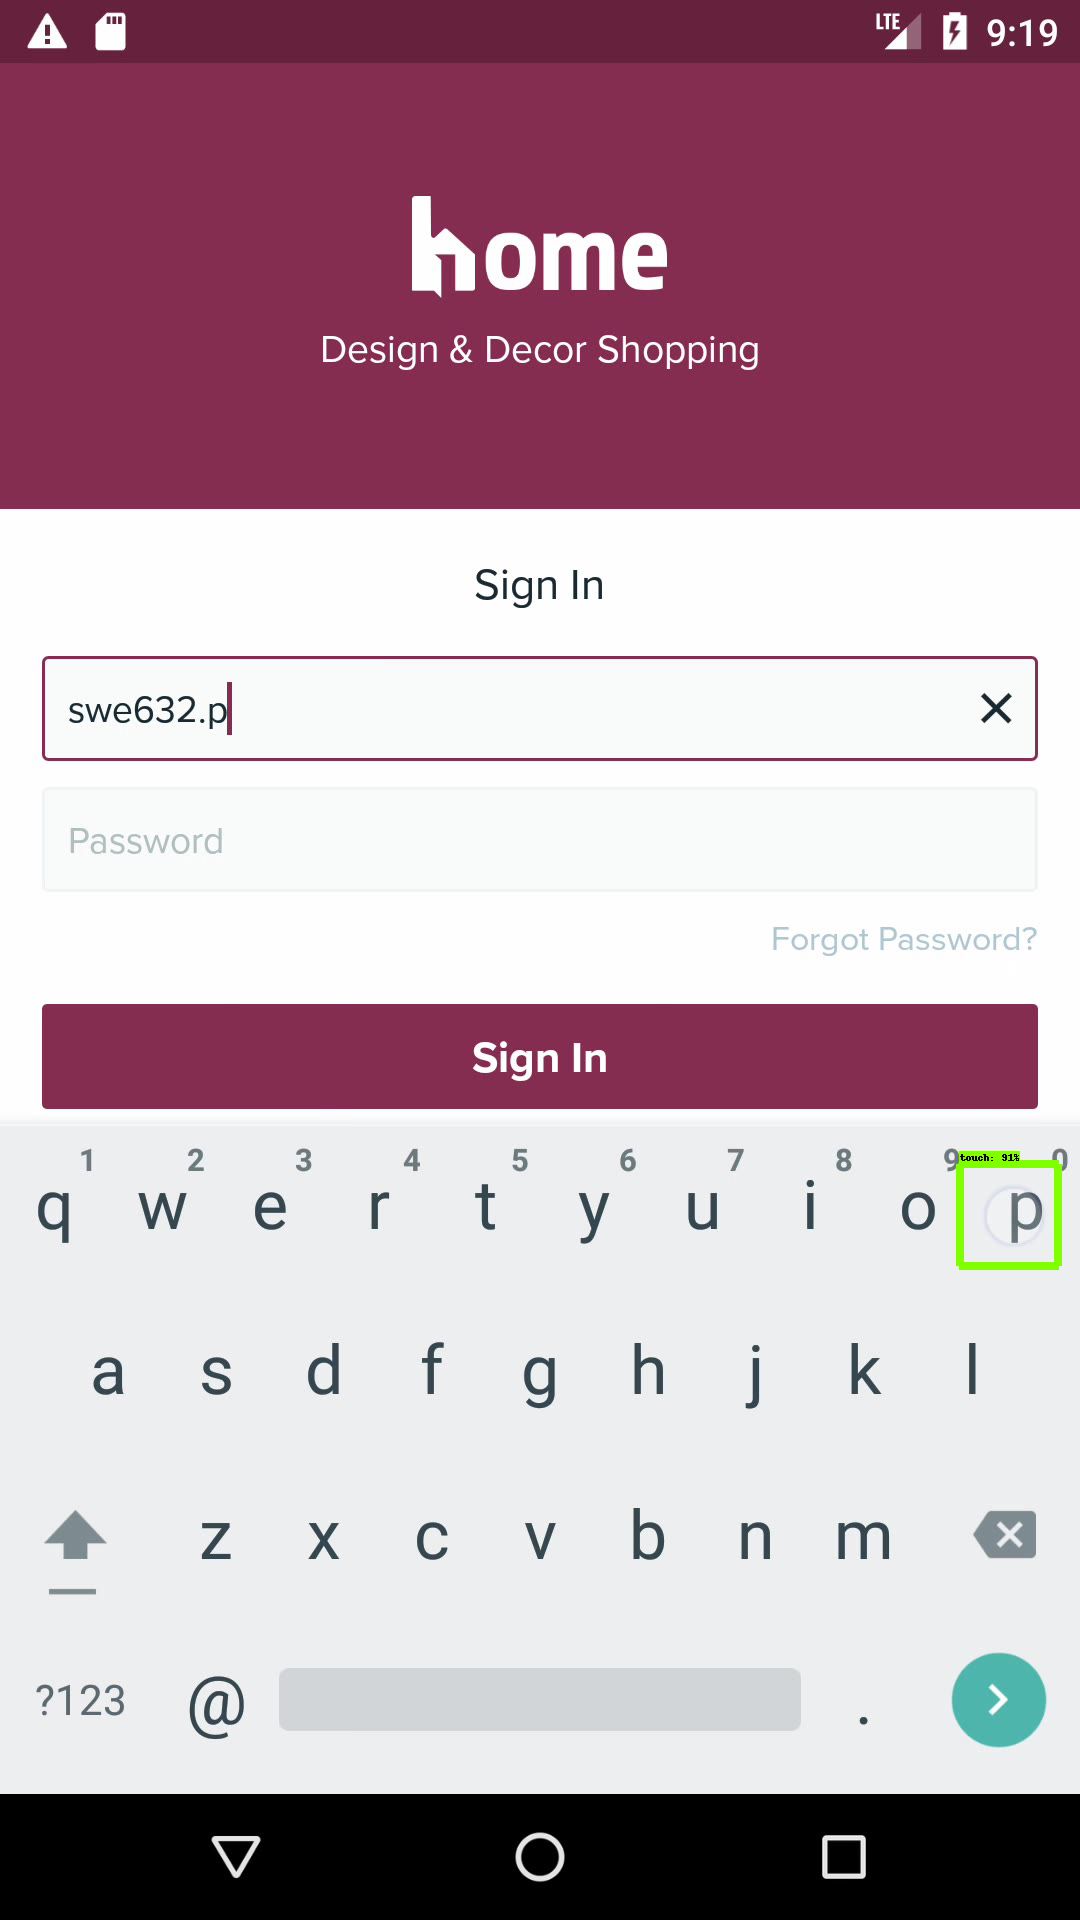 LTE 9:19
home
Design & Decor Shopping
Sign In
swe632.p
Password
Forgot Password?
Sign In
1 2 3 4 5 6 7 8 9 0
touch: 91%
q w e r t y u i o p
a s d f g h j k l
z x c v b n m
?123 @ .